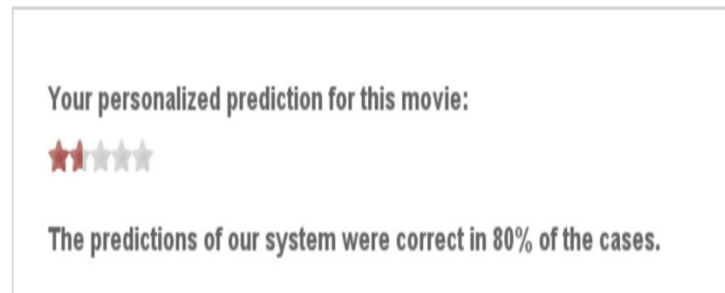 Your personalized prediction for this movie:
The predictions of our system were correct in 80% of the cases.